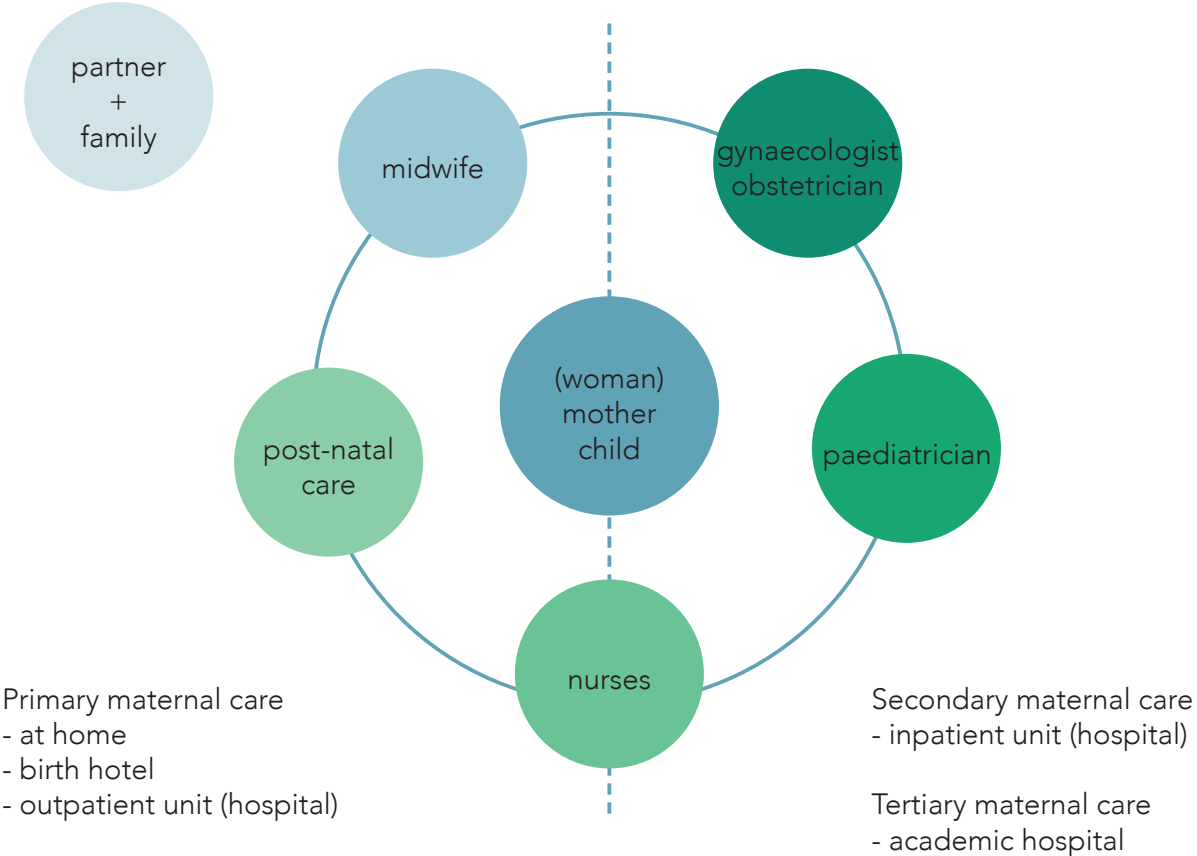 partner
+
family
midwife
gynaecologist
obstetrician
(woman)
mother
child
post-natal
care
paediatrician
nurses
Primary maternal care
- at home
- birth hotel
- outpatient unit (hospital)
Secondary maternal care
- inpatient unit (hospital)
Tertiary maternal care
- academic hospital